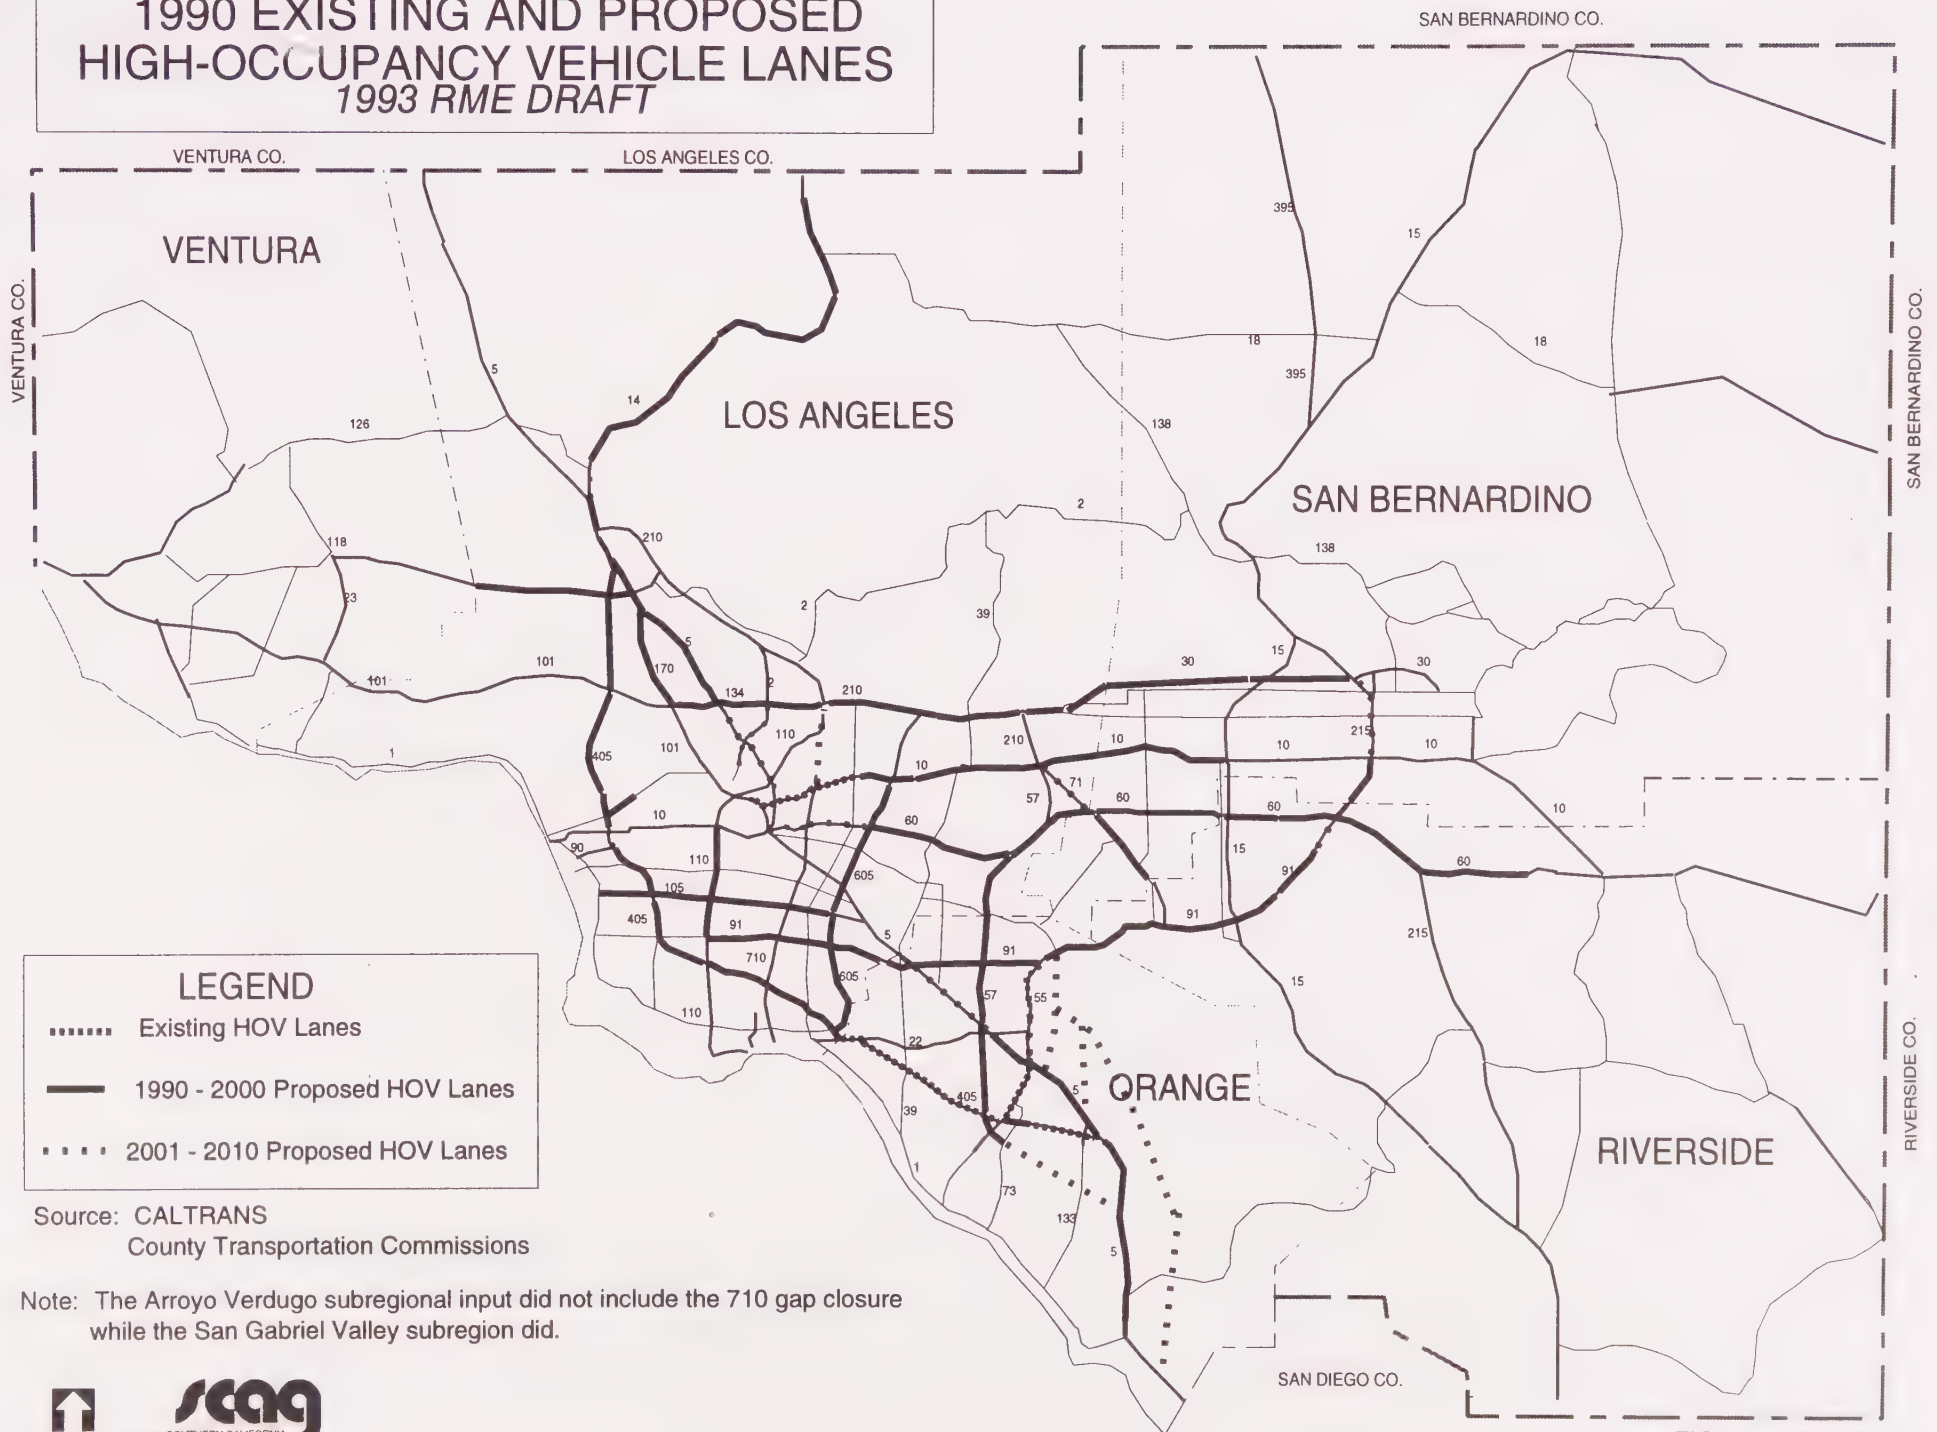 1990 EXISTING AND PROPOSED
HIGH-OCCUPANCY VEHICLE LANES
1993 RME DRAFT
SAN BERNARDINO CO.
VENTURA CO.
LOS ANGELES CO.
VENTURA CO.
SAN BERNARDINO CO.
RIVERSIDE CO.
SAN DIEGO CO.
VENTURA
LOS ANGELES
SAN BERNARDINO
ORANGE
RIVERSIDE
395
15
5
18
18
395
14
126
138
2
118
210
138
23
2
39
5
15
30
30
101
170
101
134
2
210
110
101
210
10
215
10
10
1
405
10
71
57
60
60
10
10
60
90
110
15
60
605
91
105
405
91
91
5
91
215
710
605
57
55
15
110
22
405
5
39
1
73
133
5
LEGEND
Existing HOV Lanes
1990 - 2000 Proposed HOV Lanes
2001 - 2010 Proposed HOV Lanes
Source: CALTRANS
County Transportation Commissions
Note: The Arroyo Verdugo subregional input did not include the 710 gap closure
while the San Gabriel Valley subregion did.
scag